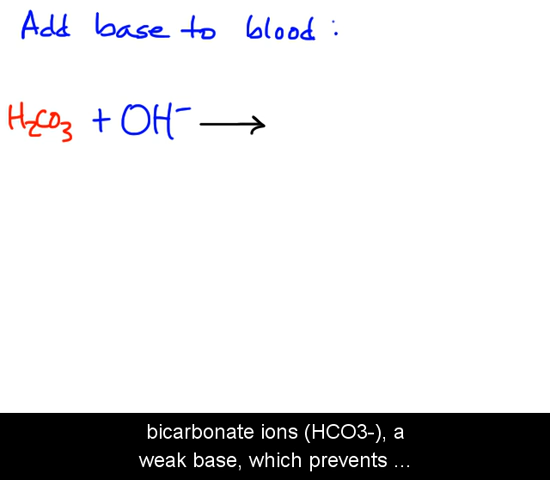 Add base to blood :
H₂CO₃ + OH⁻ ⟶
bicarbonate ions (HCO3-), a
weak base, which prevents ...